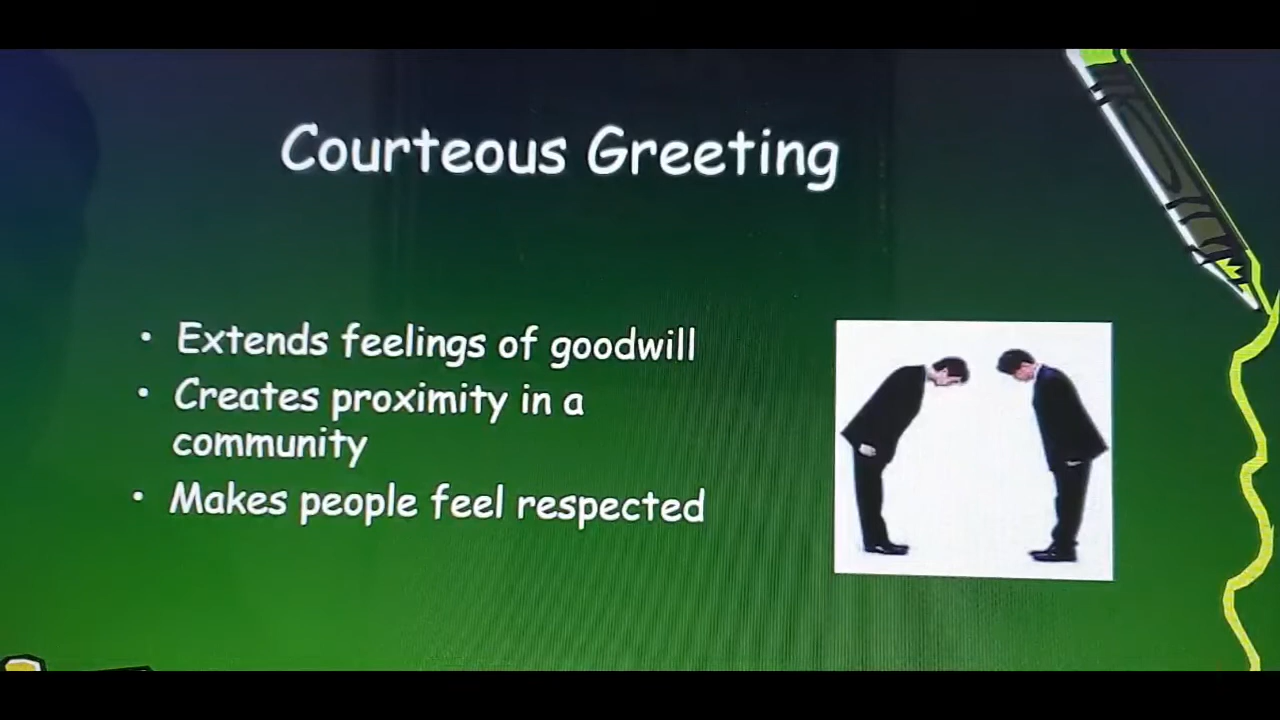 Courteous Greeting
• Extends feelings of goodwill
• Creates proximity in a
community
• Makes people feel respected